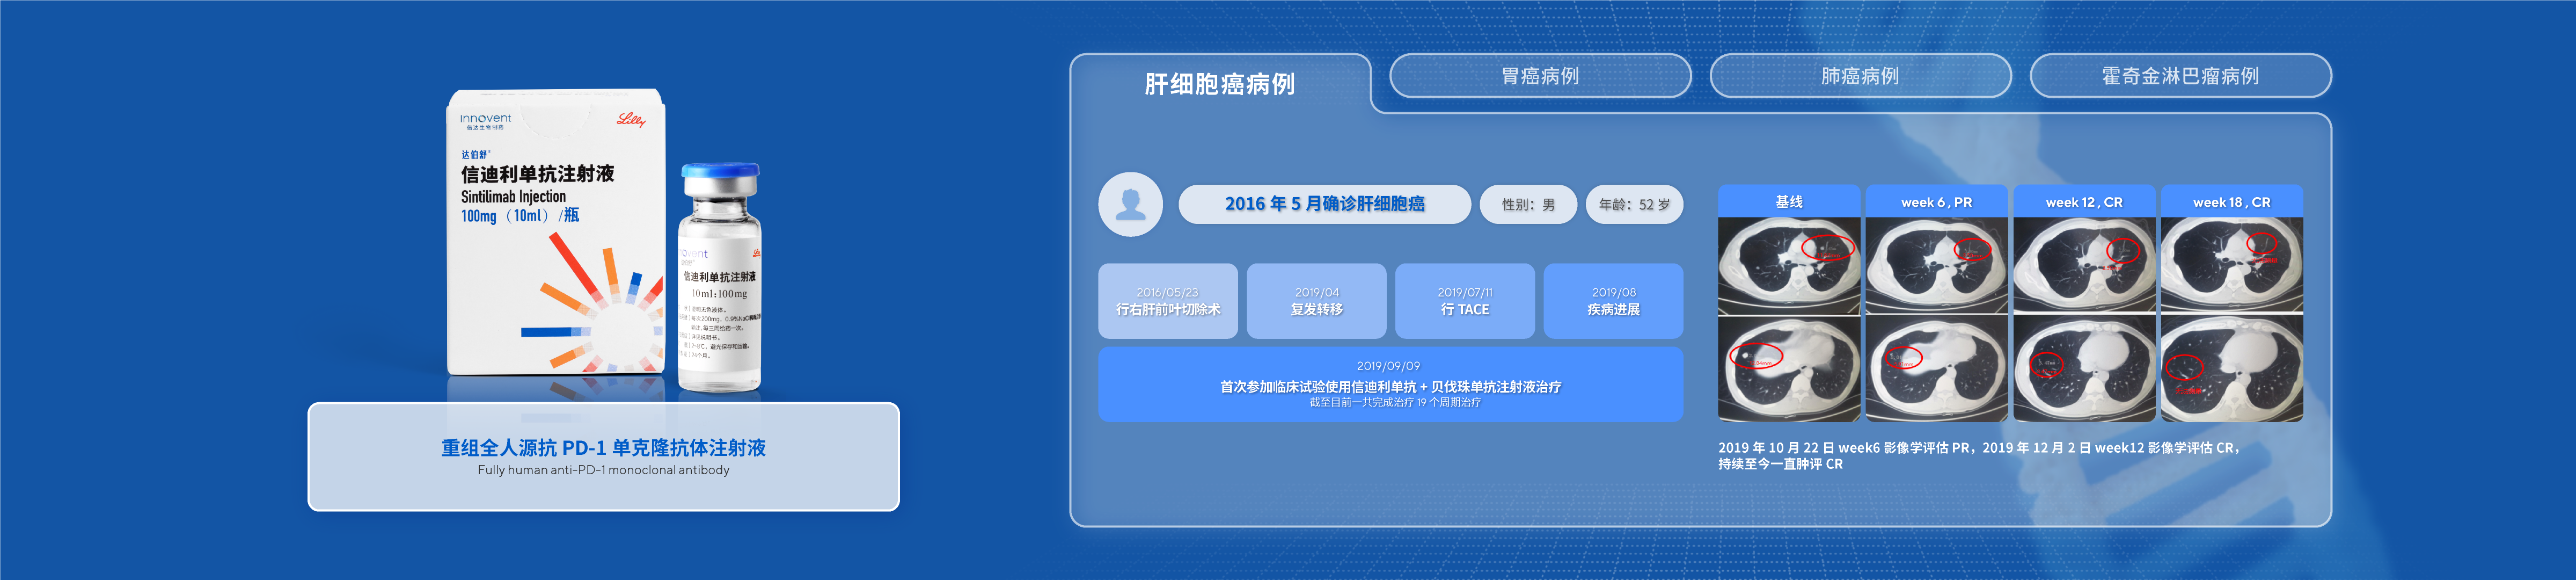 innovent
信达生物制药
Lilly
达伯舒®
信迪利单抗注射液
Sintilimab Injection
100mg（10ml）/瓶
信迪利单抗注射液
10ml:100mg
重组全人源抗 PD-1 单克隆抗体注射液
Fully human anti-PD-1 monoclonal antibody
肝细胞癌病例
胃癌病例
肺癌病例
霍奇金淋巴瘤病例
2016 年 5 月确诊肝细胞癌
性别：男
年龄：52 岁
2016/05/23
行右肝前叶切除术
2019/04
复发转移
2019/07/11
行 TACE
2019/08
疾病进展
2019/09/09
首次参加临床试验使用信迪利单抗 + 贝伐珠单抗注射液治疗
截至目前一共完成治疗 19 个周期治疗
基线
week 6 , PR
week 12 , CR
week 18 , CR
2019 年 10 月 22 日 week6 影像学评估 PR，2019 年 12 月 2 日 week12 影像学评估 CR，
持续至今一直肿评 CR